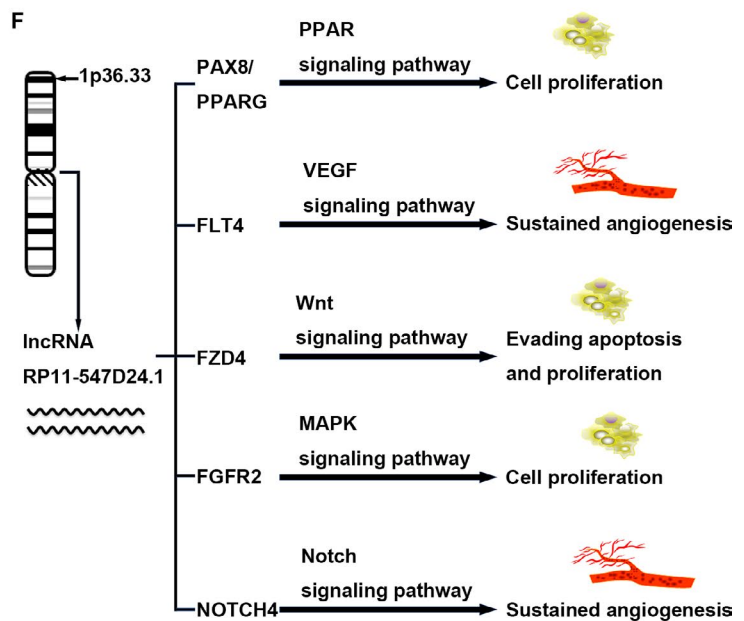 F
1p36.33
lncRNA
RP11-547D24.1
PAX8/
PPARG
PPAR
signaling pathway
Cell proliferation
FLT4
VEGF
signaling pathway
Sustained angiogenesis
FZD4
Wnt
signaling pathway
Evading apoptosis
and proliferation
FGFR2
MAPK
signaling pathway
Cell proliferation
NOTCH4
Notch
signaling pathway
Sustained angiogenesis